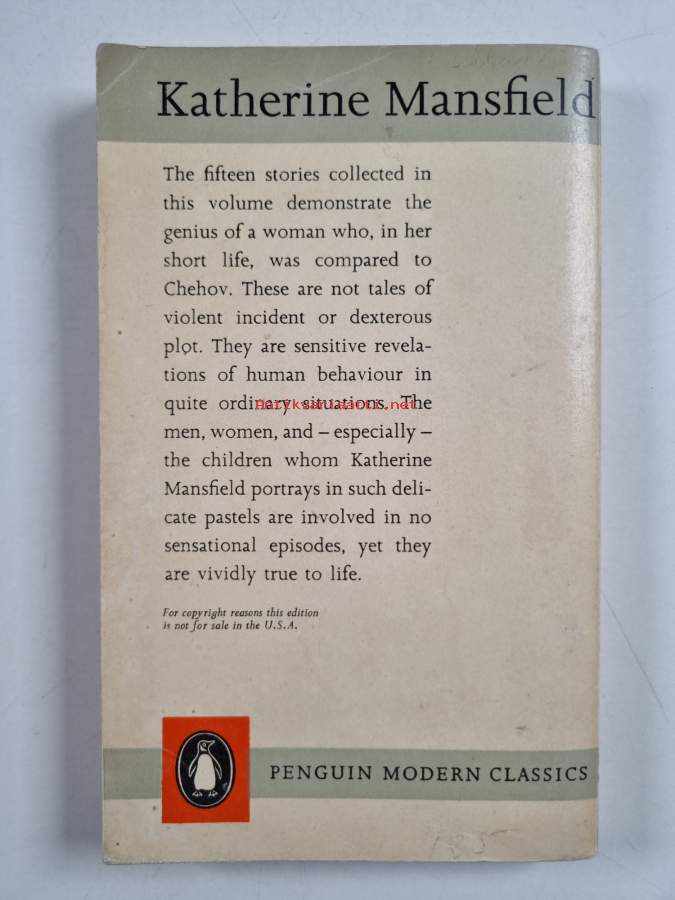 Katherine Mansfield
The fifteen stories collected in
this volume demonstrate the
genius of a woman who, in her
short life, was compared to
Chehov. These are not tales of
violent incident or dexterous
plot. They are sensitive revela-
tions of human behaviour in
quite ordinary situations. The
men, women, and – especially –
the children whom Katherine
Mansfield portrays in such deli-
cate pastels are involved in no
sensational episodes, yet they
are vividly true to life.
For copyright reasons this edition
is not for sale in the U.S.A.
PENGUIN MODERN CLASSICS
Antikvariaatti.net